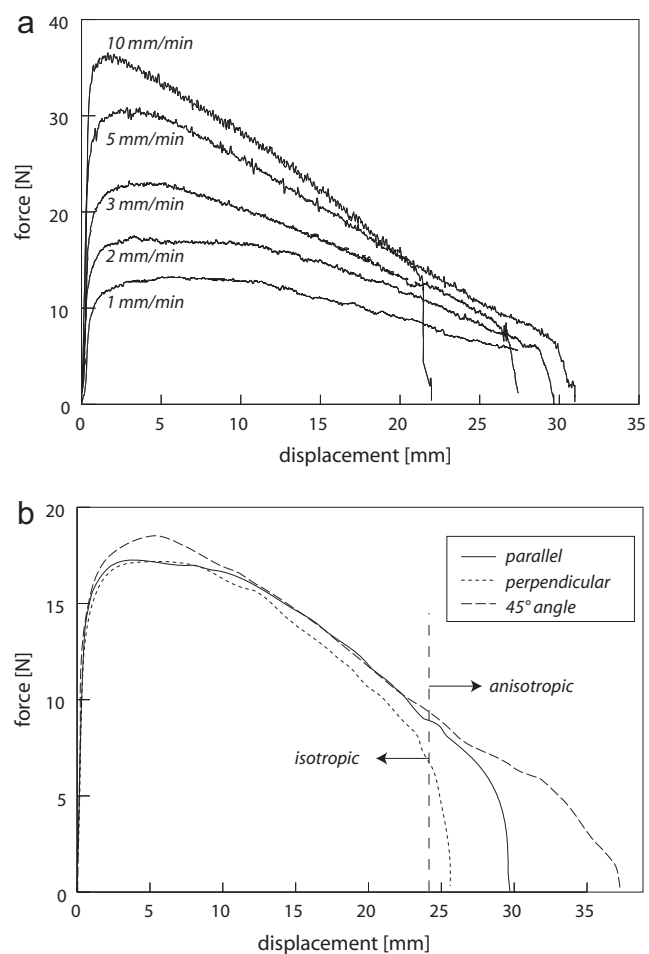 a
40
30
20
10
0
force [N]
10 mm/min
5 mm/min
3 mm/min
2 mm/min
1 mm/min
0 5 10 15 20 25 30 35
displacement [mm]
b
20
15
10
5
0
force [N]
parallel
perpendicular
45° angle
anisotropic
isotropic
0 5 10 15 20 25 30 35
displacement [mm]